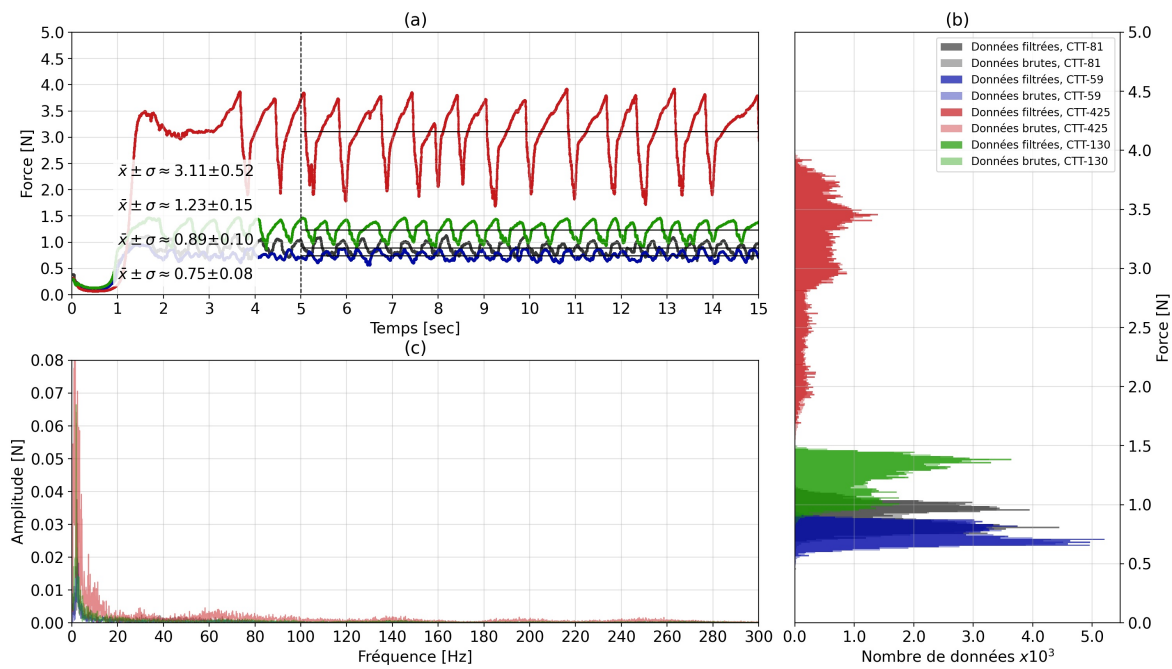 (a)
5.0
4.5
4.0
3.5
3.0
2.5
2.0
1.5
1.0
0.5
0.0
Force [N]
x̄ ± σ ≈ 3.11±0.52
x̄ ± σ ≈ 1.23±0.15
x̄ ± σ ≈ 0.89±0.10
x̄ ± σ ≈ 0.75±0.08
0 1 2 3 4 5 6 7 8 9 10 11 12 13 14 15
Temps [sec]
(b)
Données filtrées, CTT-81
Données brutes, CTT-81
Données filtrées, CTT-59
Données brutes, CTT-59
Données filtrées, CTT-425
Données brutes, CTT-425
Données filtrées, CTT-130
Données brutes, CTT-130
5.0
4.5
4.0
3.5
3.0
2.5
2.0
1.5
1.0
0.5
0.0
Force [N]
0.0 1.0 2.0 3.0 4.0 5.0
Nombre de données x10³
(c)
0.08
0.07
0.06
0.05
0.04
0.03
0.02
0.01
0.00
Amplitude [N]
0 20 40 60 80 100 120 140 160 180 200 220 240 260 280 300
Fréquence [Hz]